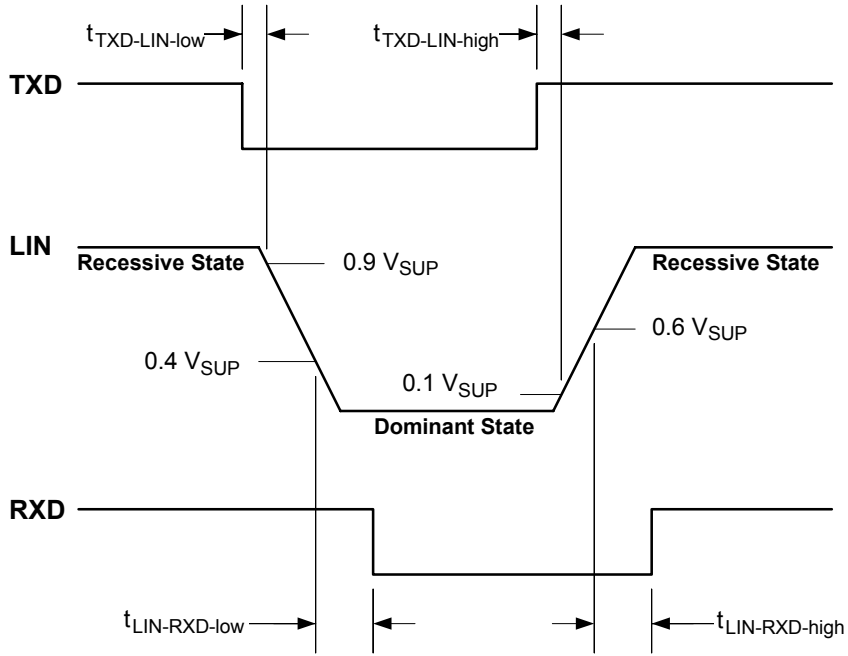 tTXD-LIN-low
tTXD-LIN-high
TXD
LIN
Recessive State
0.9 VSUP
Recessive State
0.6 VSUP
0.4 VSUP
0.1 VSUP
Dominant State
RXD
tLIN-RXD-low
tLIN-RXD-high